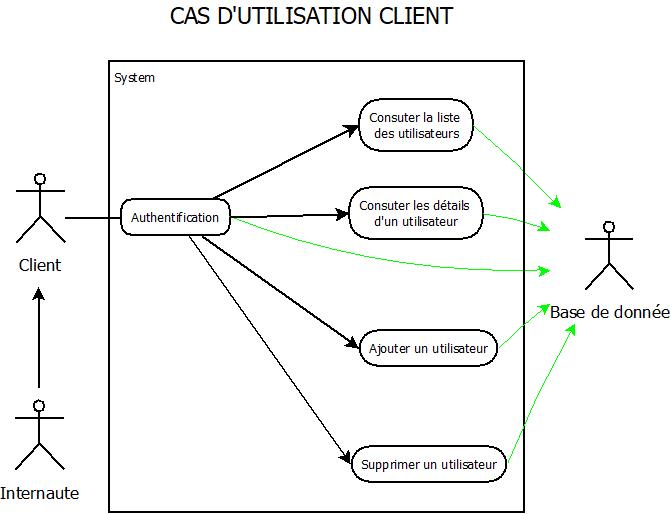 CAS D'UTILISATION CLIENT
System
Consuter la liste
des utilisateurs
Consuter les détails
d'un utilisateur
Authentification
Client
Base de donnée
Ajouter un utilisateur
Supprimer un utilisateur
Internaute